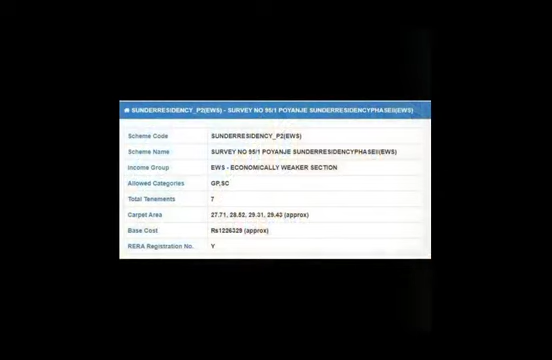 SUNDERRESIDENCY_P2(EWS) - SURVEY NO 95/1 POYANJE SUNDERRESIDENCYPHASEII(EWS)
Scheme Code SUNDERRESIDENCY_P2(EWS)
Scheme Name SURVEY NO 95/1 POYANJE SUNDERRESIDENCYPHASEII(EWS)
Income Group EWS - ECONOMICALLY WEAKER SECTION
Allowed Categories GP,SC
Total Tenements 7
Carpet Area 27.71, 28.52, 29.31, 29.43 (approx)
Base Cost Rs1226329 (approx)
RERA Registration No. Y